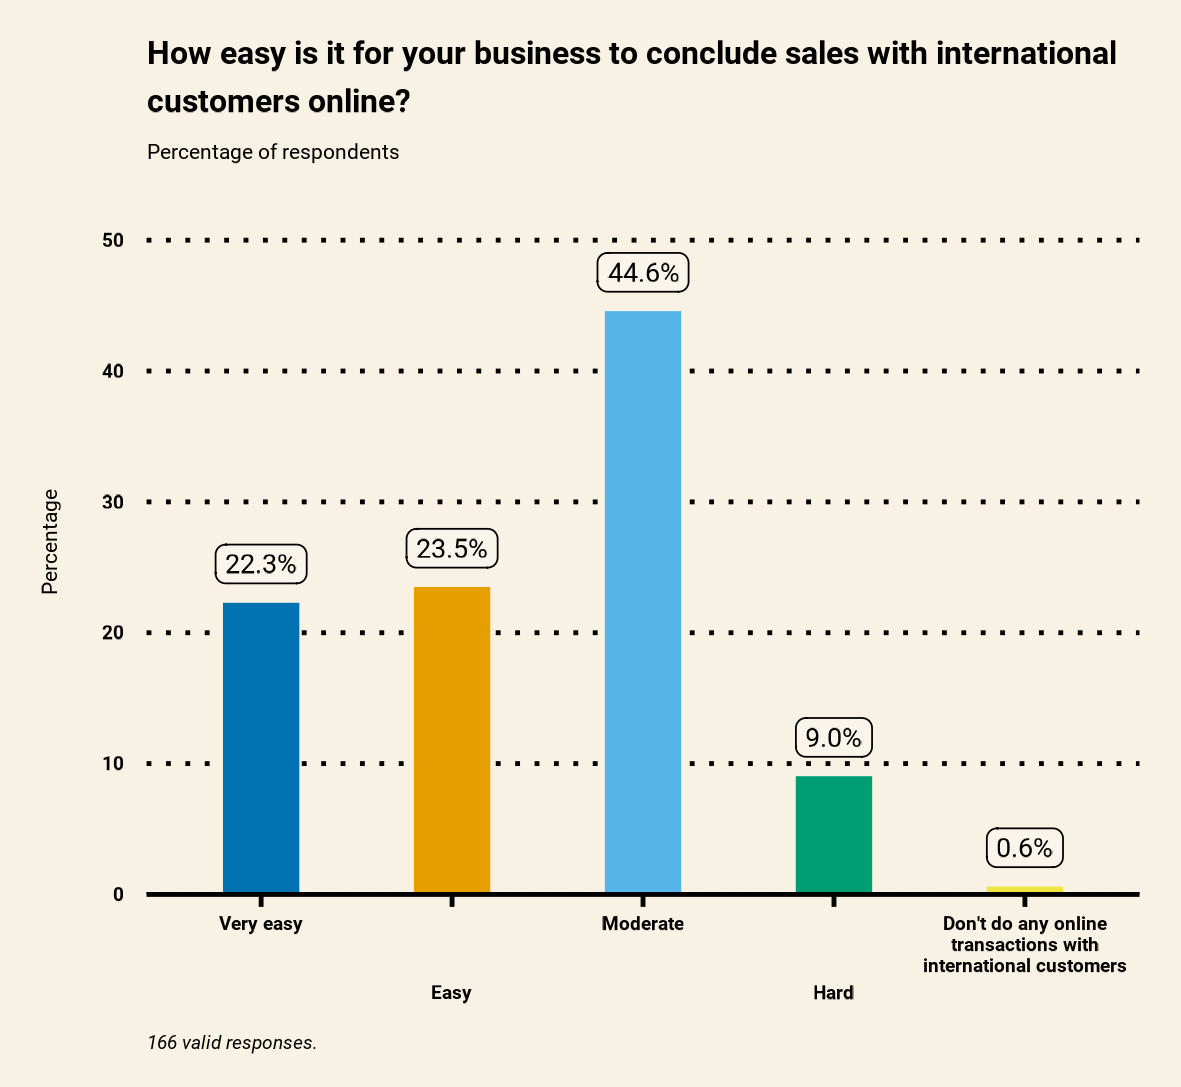 How easy is it for your business to conclude sales with international
customers online?
Percentage of respondents
Percentage
50
40
30
20
10
0
22.3%
23.5%
44.6%
9.0%
0.6%
Very easy
Easy
Moderate
Hard
Don't do any online
transactions with
international customers
166 valid responses.